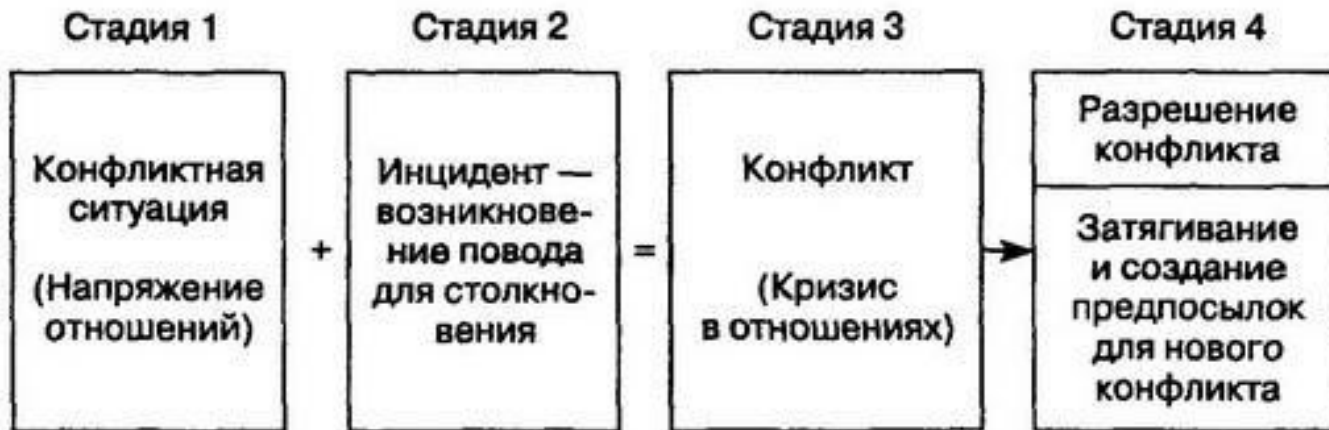 Стадия 1
Стадия 2
Стадия 3
Стадия 4
Конфликтная
ситуация
(Напряжение
отношений)
+
Инцидент —
возникнове-
ние повода
для столкно-
вения
=
Конфликт
(Кризис
в отношениях)
Разрешение
конфликта
Затягивание
и создание
предпосылок
для нового
конфликта